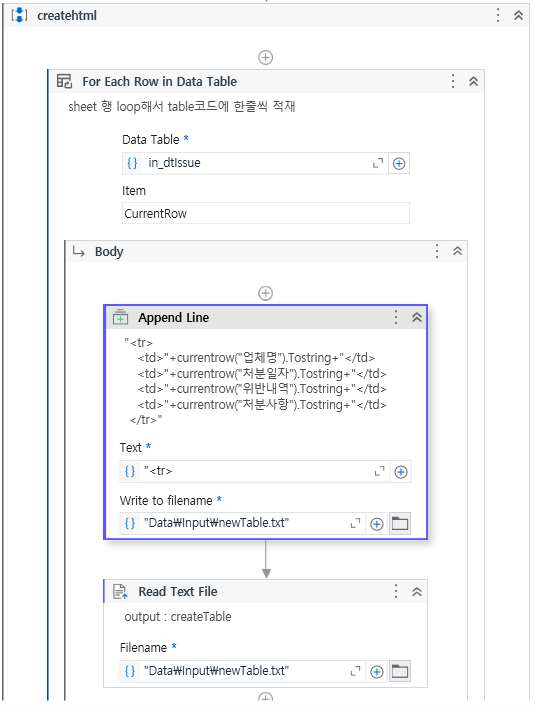 createhtml
For Each Row in Data Table
sheet 행 loop해서 table코드에 한줄씩 적재
Data Table *
in_dtIssue
Item
CurrentRow
Body
Append Line
"<tr>
<td>"+currentrow("업체명").Tostring+"</td>
<td>"+currentrow("처분일자").Tostring+"</td>
<td>"+currentrow("위반내역").Tostring+"</td>
<td>"+currentrow("처분사항").Tostring+"</td>
</tr>"
Text *
{ } "<tr>
Write to filename *
{ } "Data₩Input₩newTable.txt"
Read Text File
output : createTable
Filename *
{ } "Data₩Input₩newTable.txt"